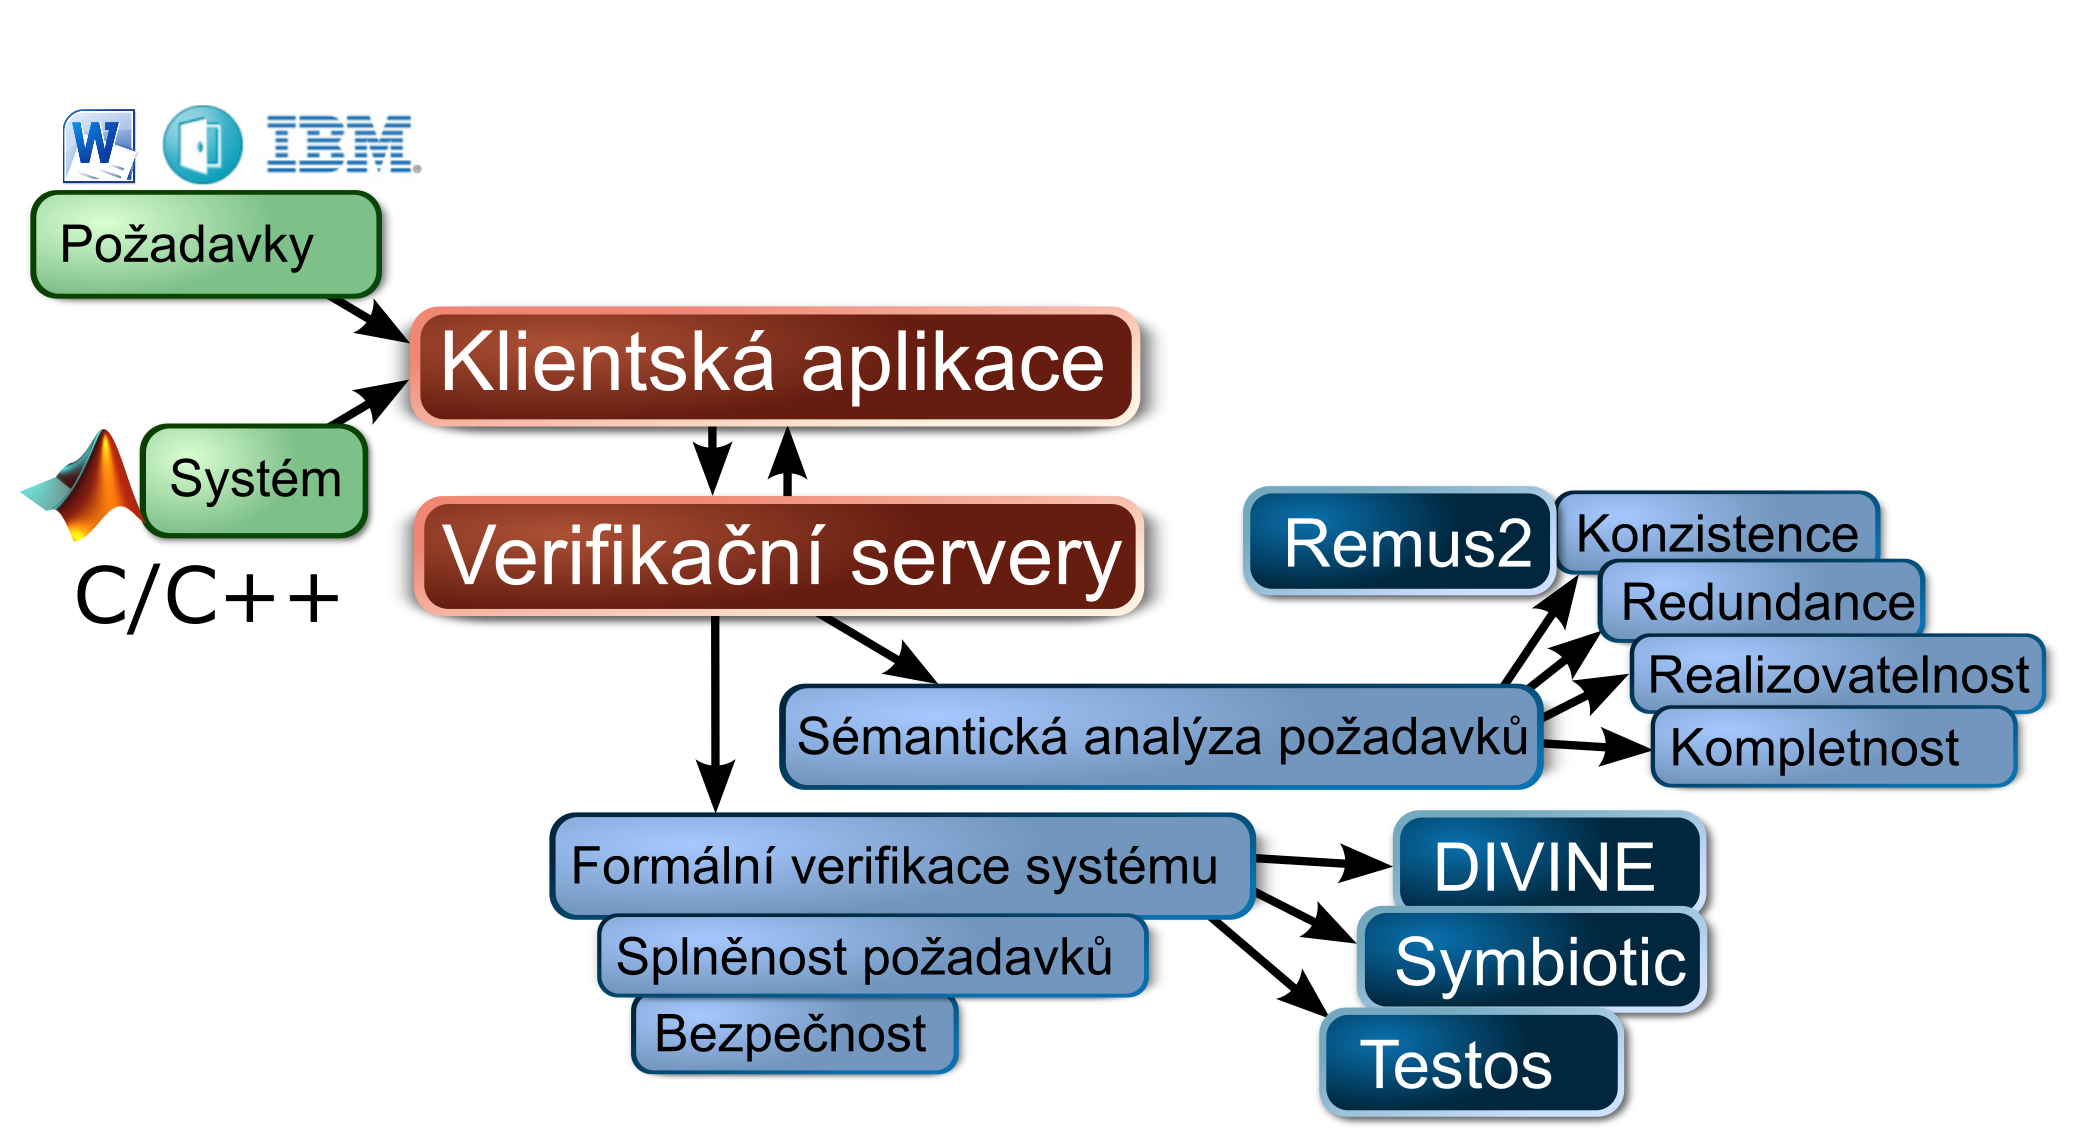 W
IBM®
Požadavky
Klientská aplikace
Systém
C/C++
Verifikační servery
Remus2
Konzistence
Redundance
Realizovatelnost
Sémantická analýza požadavků
Kompletnost
Formální verifikace systému
DIVINE
Splněnost požadavků
Symbiotic
Bezpečnost
Testos